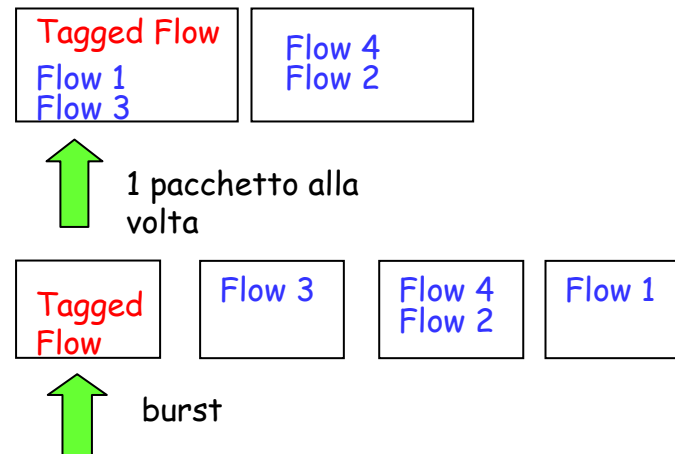 Tagged Flow
Flow 1
Flow 3
Flow 4
Flow 2
1 pacchetto alla
volta
Tagged
Flow
Flow 3
Flow 4
Flow 2
Flow 1
burst